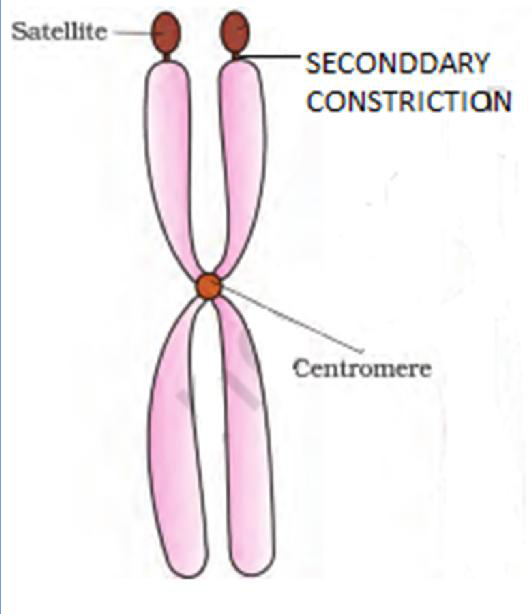 Satellite
SECONDDARY
CONSTRICTION
Centromere